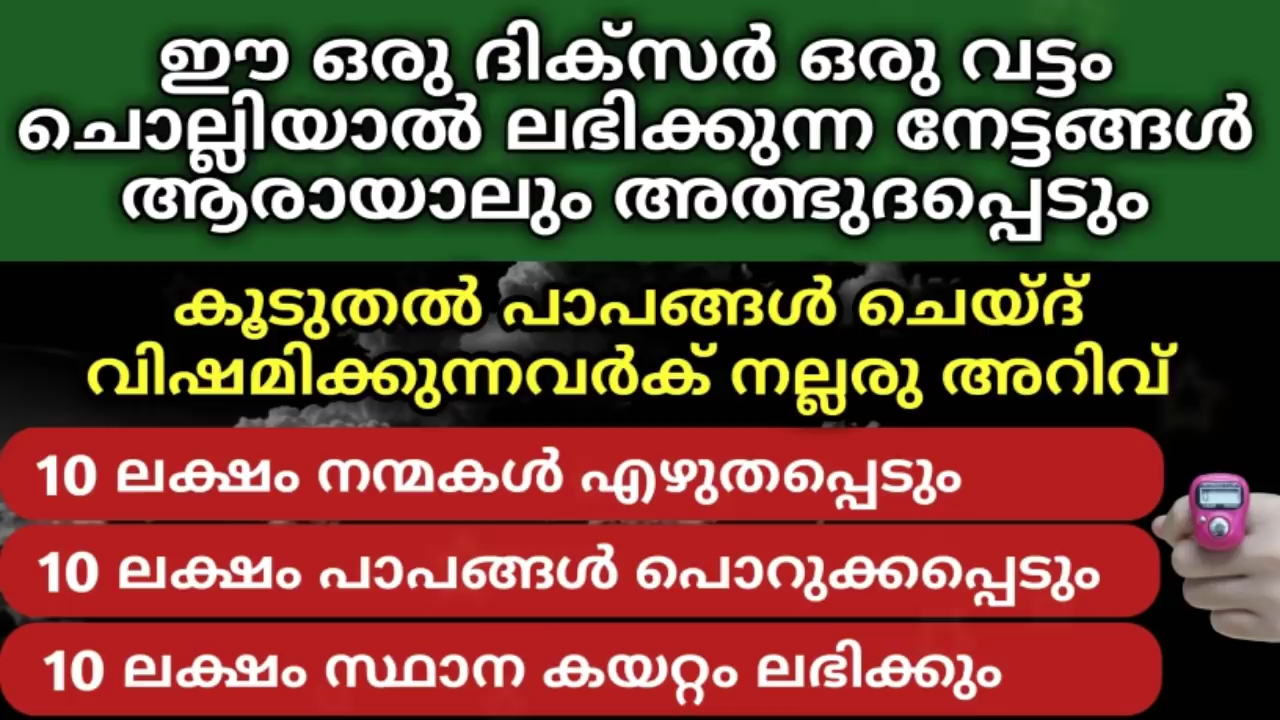 ഈ ഒരു ദിക്സർ ഒരു വട്ടം
ചൊല്ലിയാൽ ലഭിക്കുന്ന നേട്ടങ്ങൾ
ആരായാലും അത്ഭുദപ്പെടും
കൂടുതൽ പാപങ്ങൾ ചെയ്ദ്
വിഷമിക്കുന്നവർക് നല്ലരു അറിവ്
10 ലക്ഷം നന്മകൾ എഴുതപ്പെടും
10 ലക്ഷം പാപങ്ങൾ പൊറുക്കപ്പെടും
10 ലക്ഷം സ്ഥാന കയറ്റം ലഭിക്കും